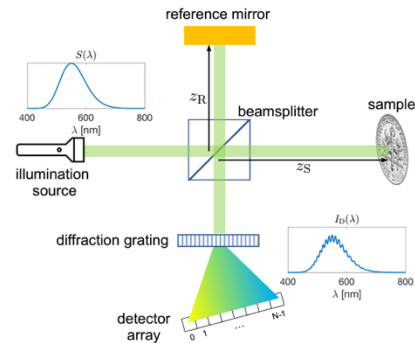 reference mirror
S(λ)
400 600 800
λ [nm]
z_R
beamsplitter
sample
z_S
illumination
source
diffraction grating
I_D(λ)
400 600 800
λ [nm]
detector
array
0 1 ... N-1